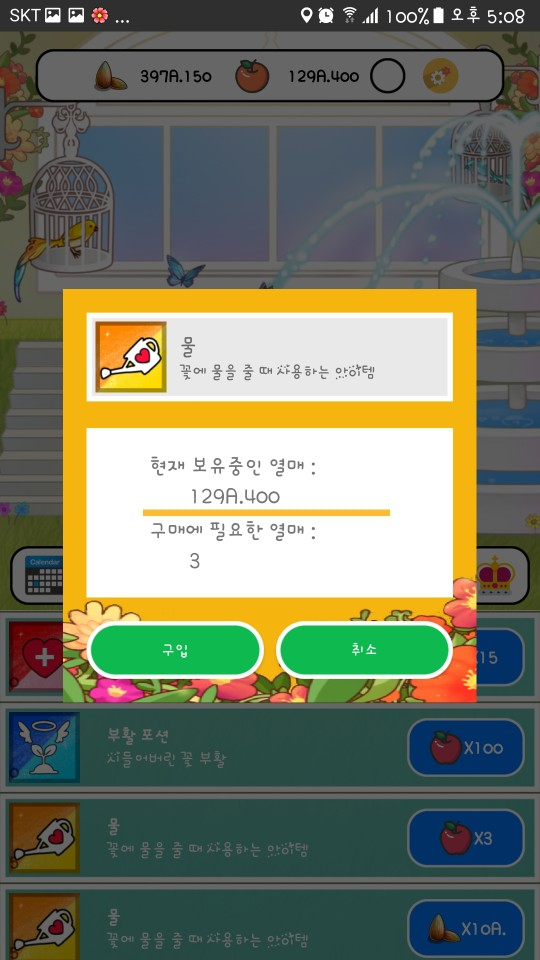 SKT ... 100% 오후 5:08
397A.150 129A.400
물
꽃에 물을 줄 때 사용하는 아이템
현재 보유중인 열매 :
129A.400
구매에 필요한 열매 :
3
Calendar
구입 취소
X15
부활 포션
시들어버린 꽃 부활
X100
물
꽃에 물을 줄 때 사용하는 아이템
X3
물
꽃에 물을 줄 때 사용하는 아이템
X10A.